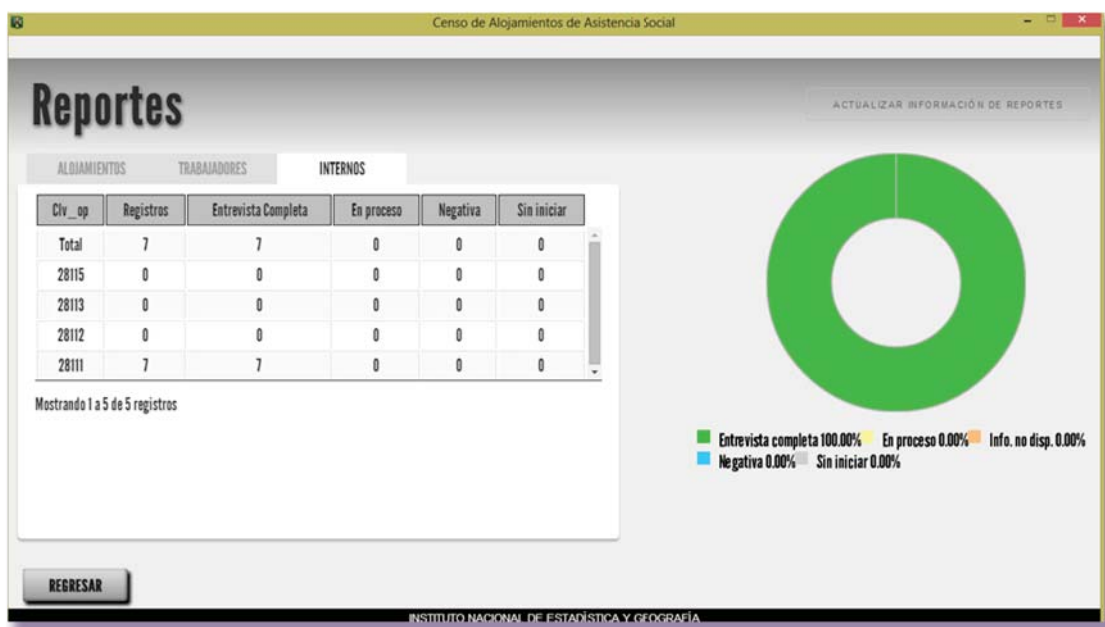 Censo de Alojamientos de Asistencia Social
Reportes
ACTUALIZAR INFORMACIÓN DE REPORTES
ALOJAMIENTOS TRABAJADORES INTERNOS
Clv_op Registros Entrevista Completa En proceso Negativa Sin iniciar
Total 7 7 0 0 0
28115 0 0 0 0 0
28113 0 0 0 0 0
28112 0 0 0 0 0
28111 7 7 0 0 0
Mostrando 1 a 5 de 5 registros
Entrevista completa 100.00% En proceso 0.00% Info. no disp. 0.00%
Negativa 0.00% Sin iniciar 0.00%
REGRESAR
INSTITUTO NACIONAL DE ESTADÌSTICA Y GEOGRAFÍA